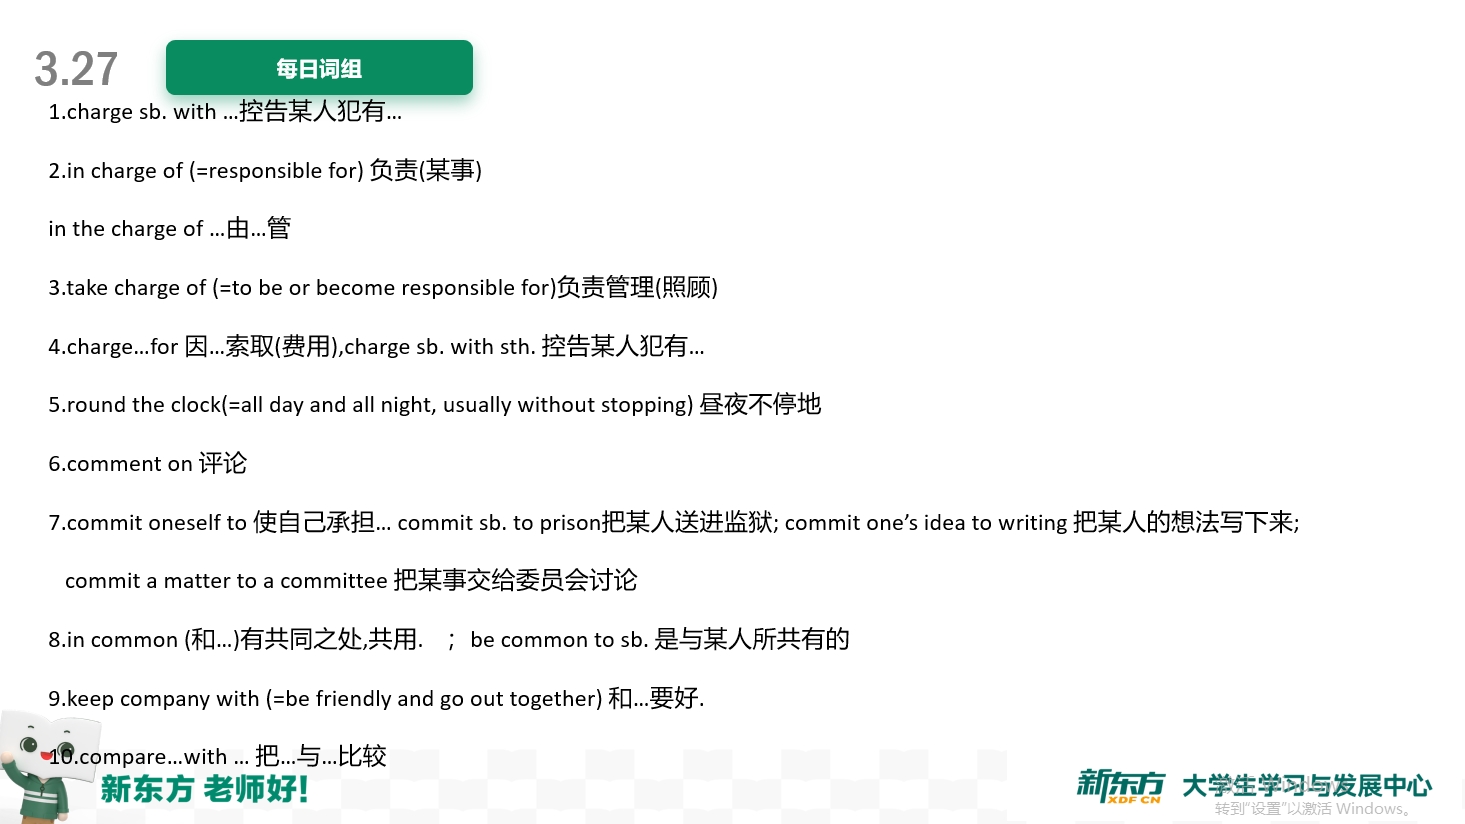 3.27
每日词组
1.charge sb. with ...控告某人犯有...
2.in charge of (=responsible for) 负责(某事)
in the charge of ...由...管
3.take charge of (=to be or become responsible for)负责管理(照顾)
4.charge...for 因...索取(费用),charge sb. with sth. 控告某人犯有...
5.round the clock(=all day and all night, usually without stopping) 昼夜不停地
6.comment on 评论
7.commit oneself to 使自己承担... commit sb. to prison把某人送进监狱; commit one’s idea to writing 把某人的想法写下来;
commit a matter to a committee 把某事交给委员会讨论
8.in common (和...)有共同之处,共用. ； be common to sb. 是与某人所共有的
9.keep company with (=be friendly and go out together) 和...要好.
10.compare...with ... 把...与...比较
新东方 老师好!
新东方 XDF CN 大学生学习与发展中心
激活 Windows
转到“设置”以激活 Windows。